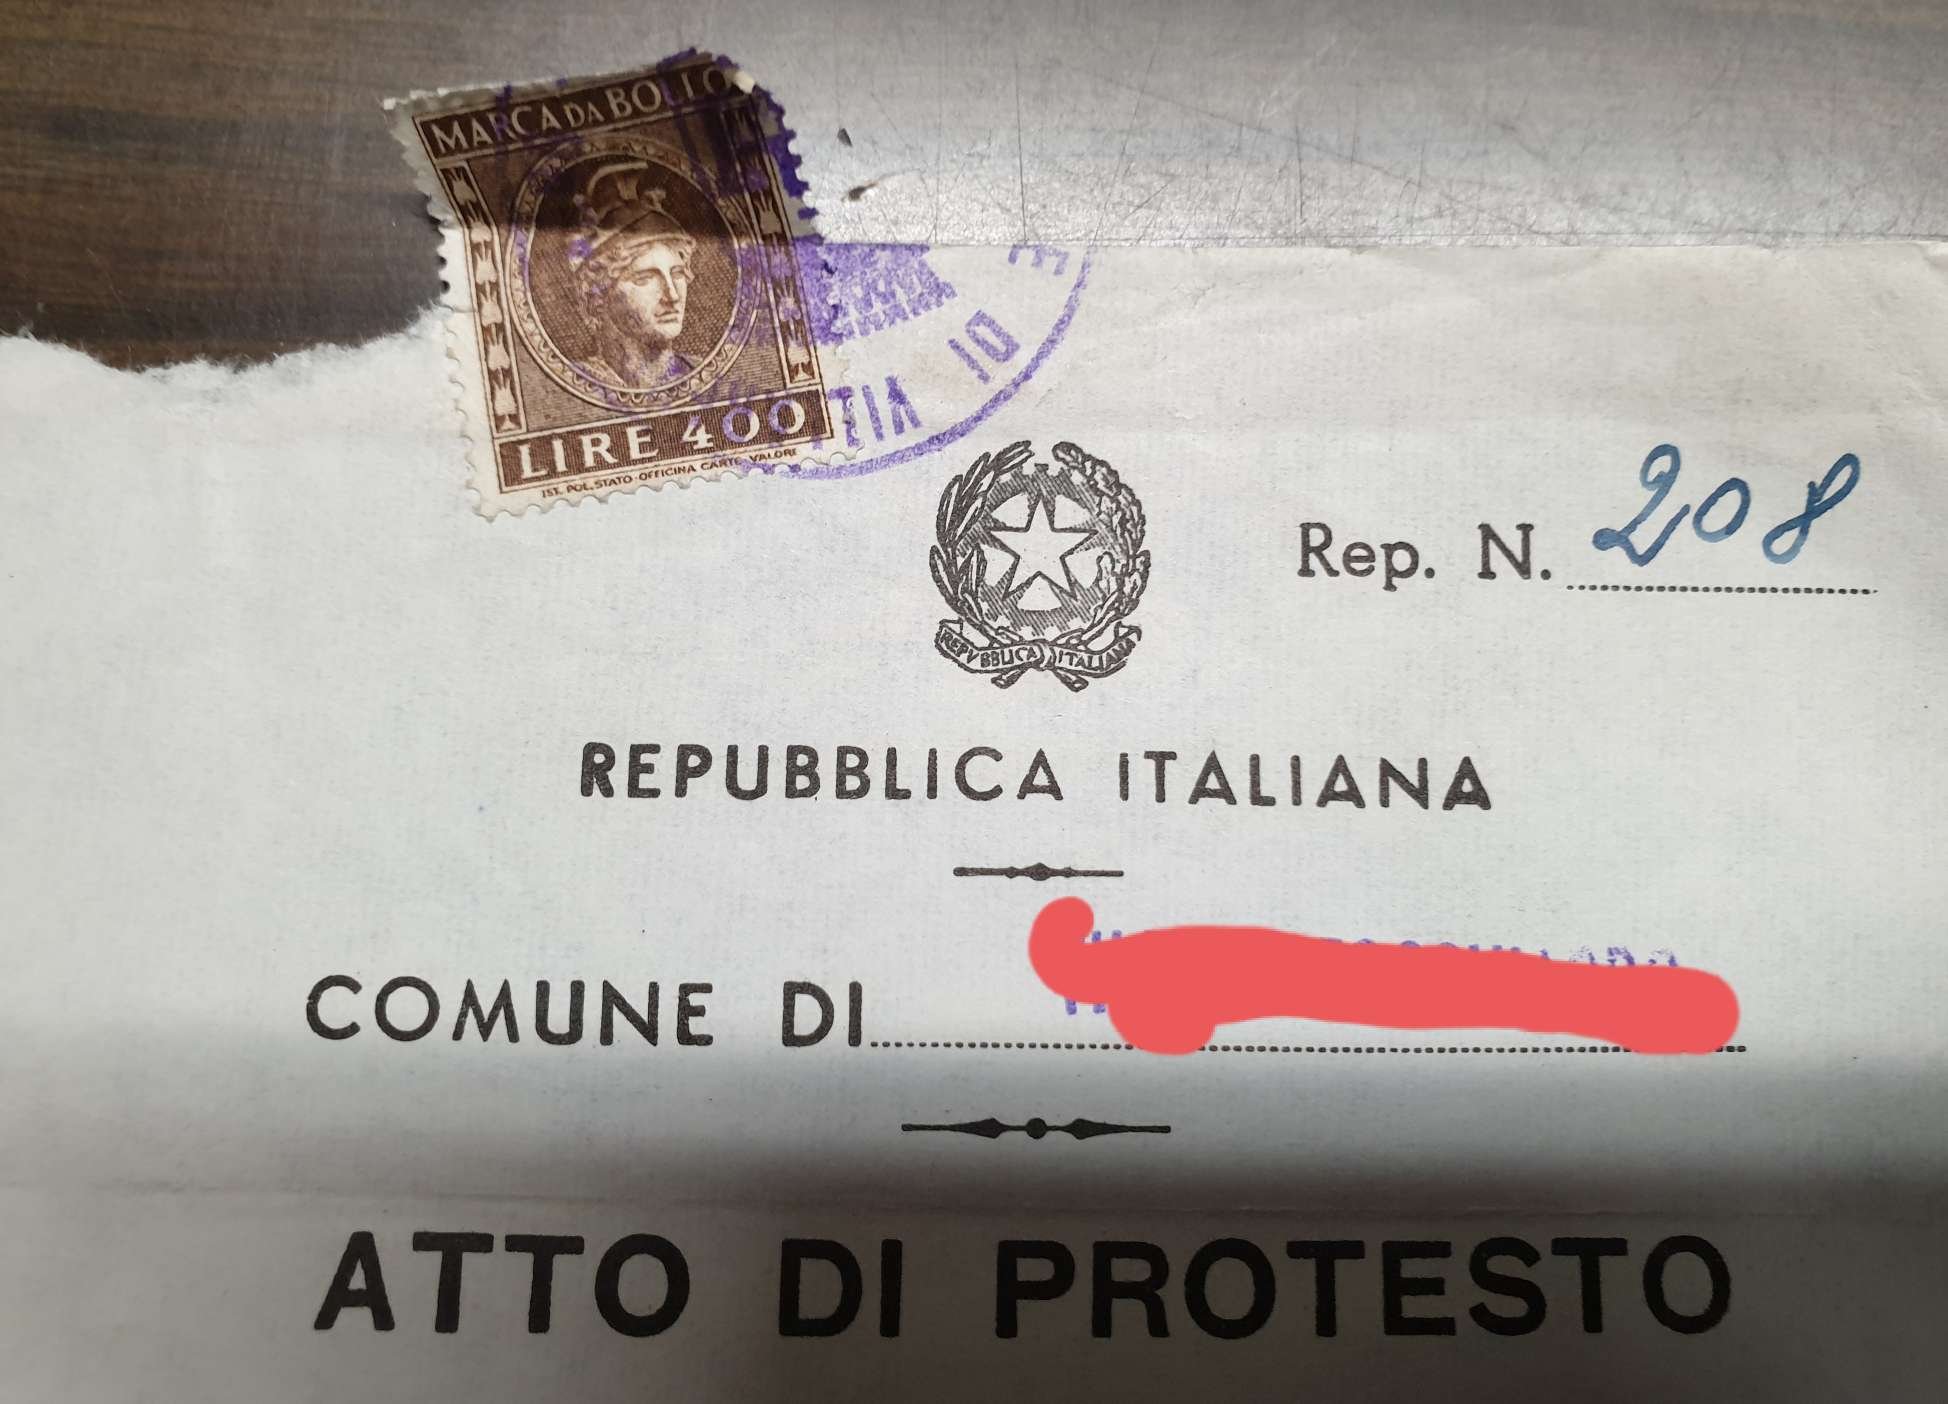 MARCA DA BOLLO
LIRE 400
IST. POL. STATO - OFFICINA CARTE VALORI
E DI
Rep. N. 208
REPVBBLICA ITALIANA
REPUBBLICA ITALIANA
COMUNE DI
ATTO DI PROTESTO